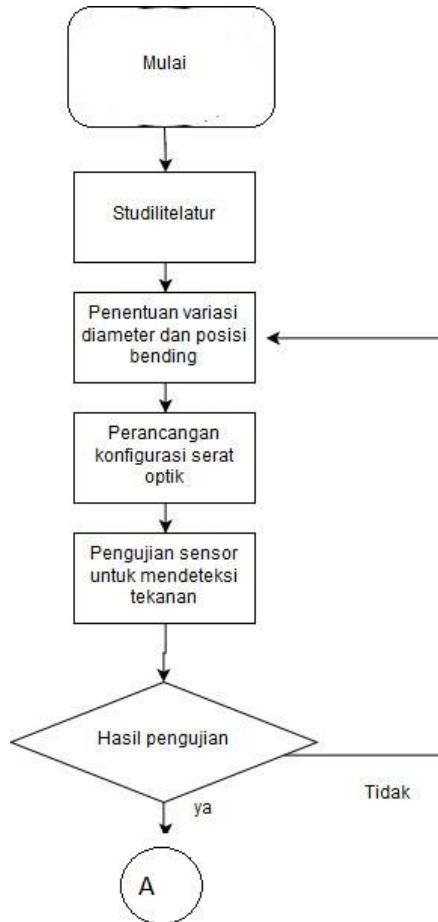 Mulai
Studilitelatur
Penentuan variasi
diameter dan posisi
bending
Perancangan
konfigurasi serat
optik
Pengujian sensor
untuk mendeteksi
tekanan
Hasil pengujian
Tidak
ya
A